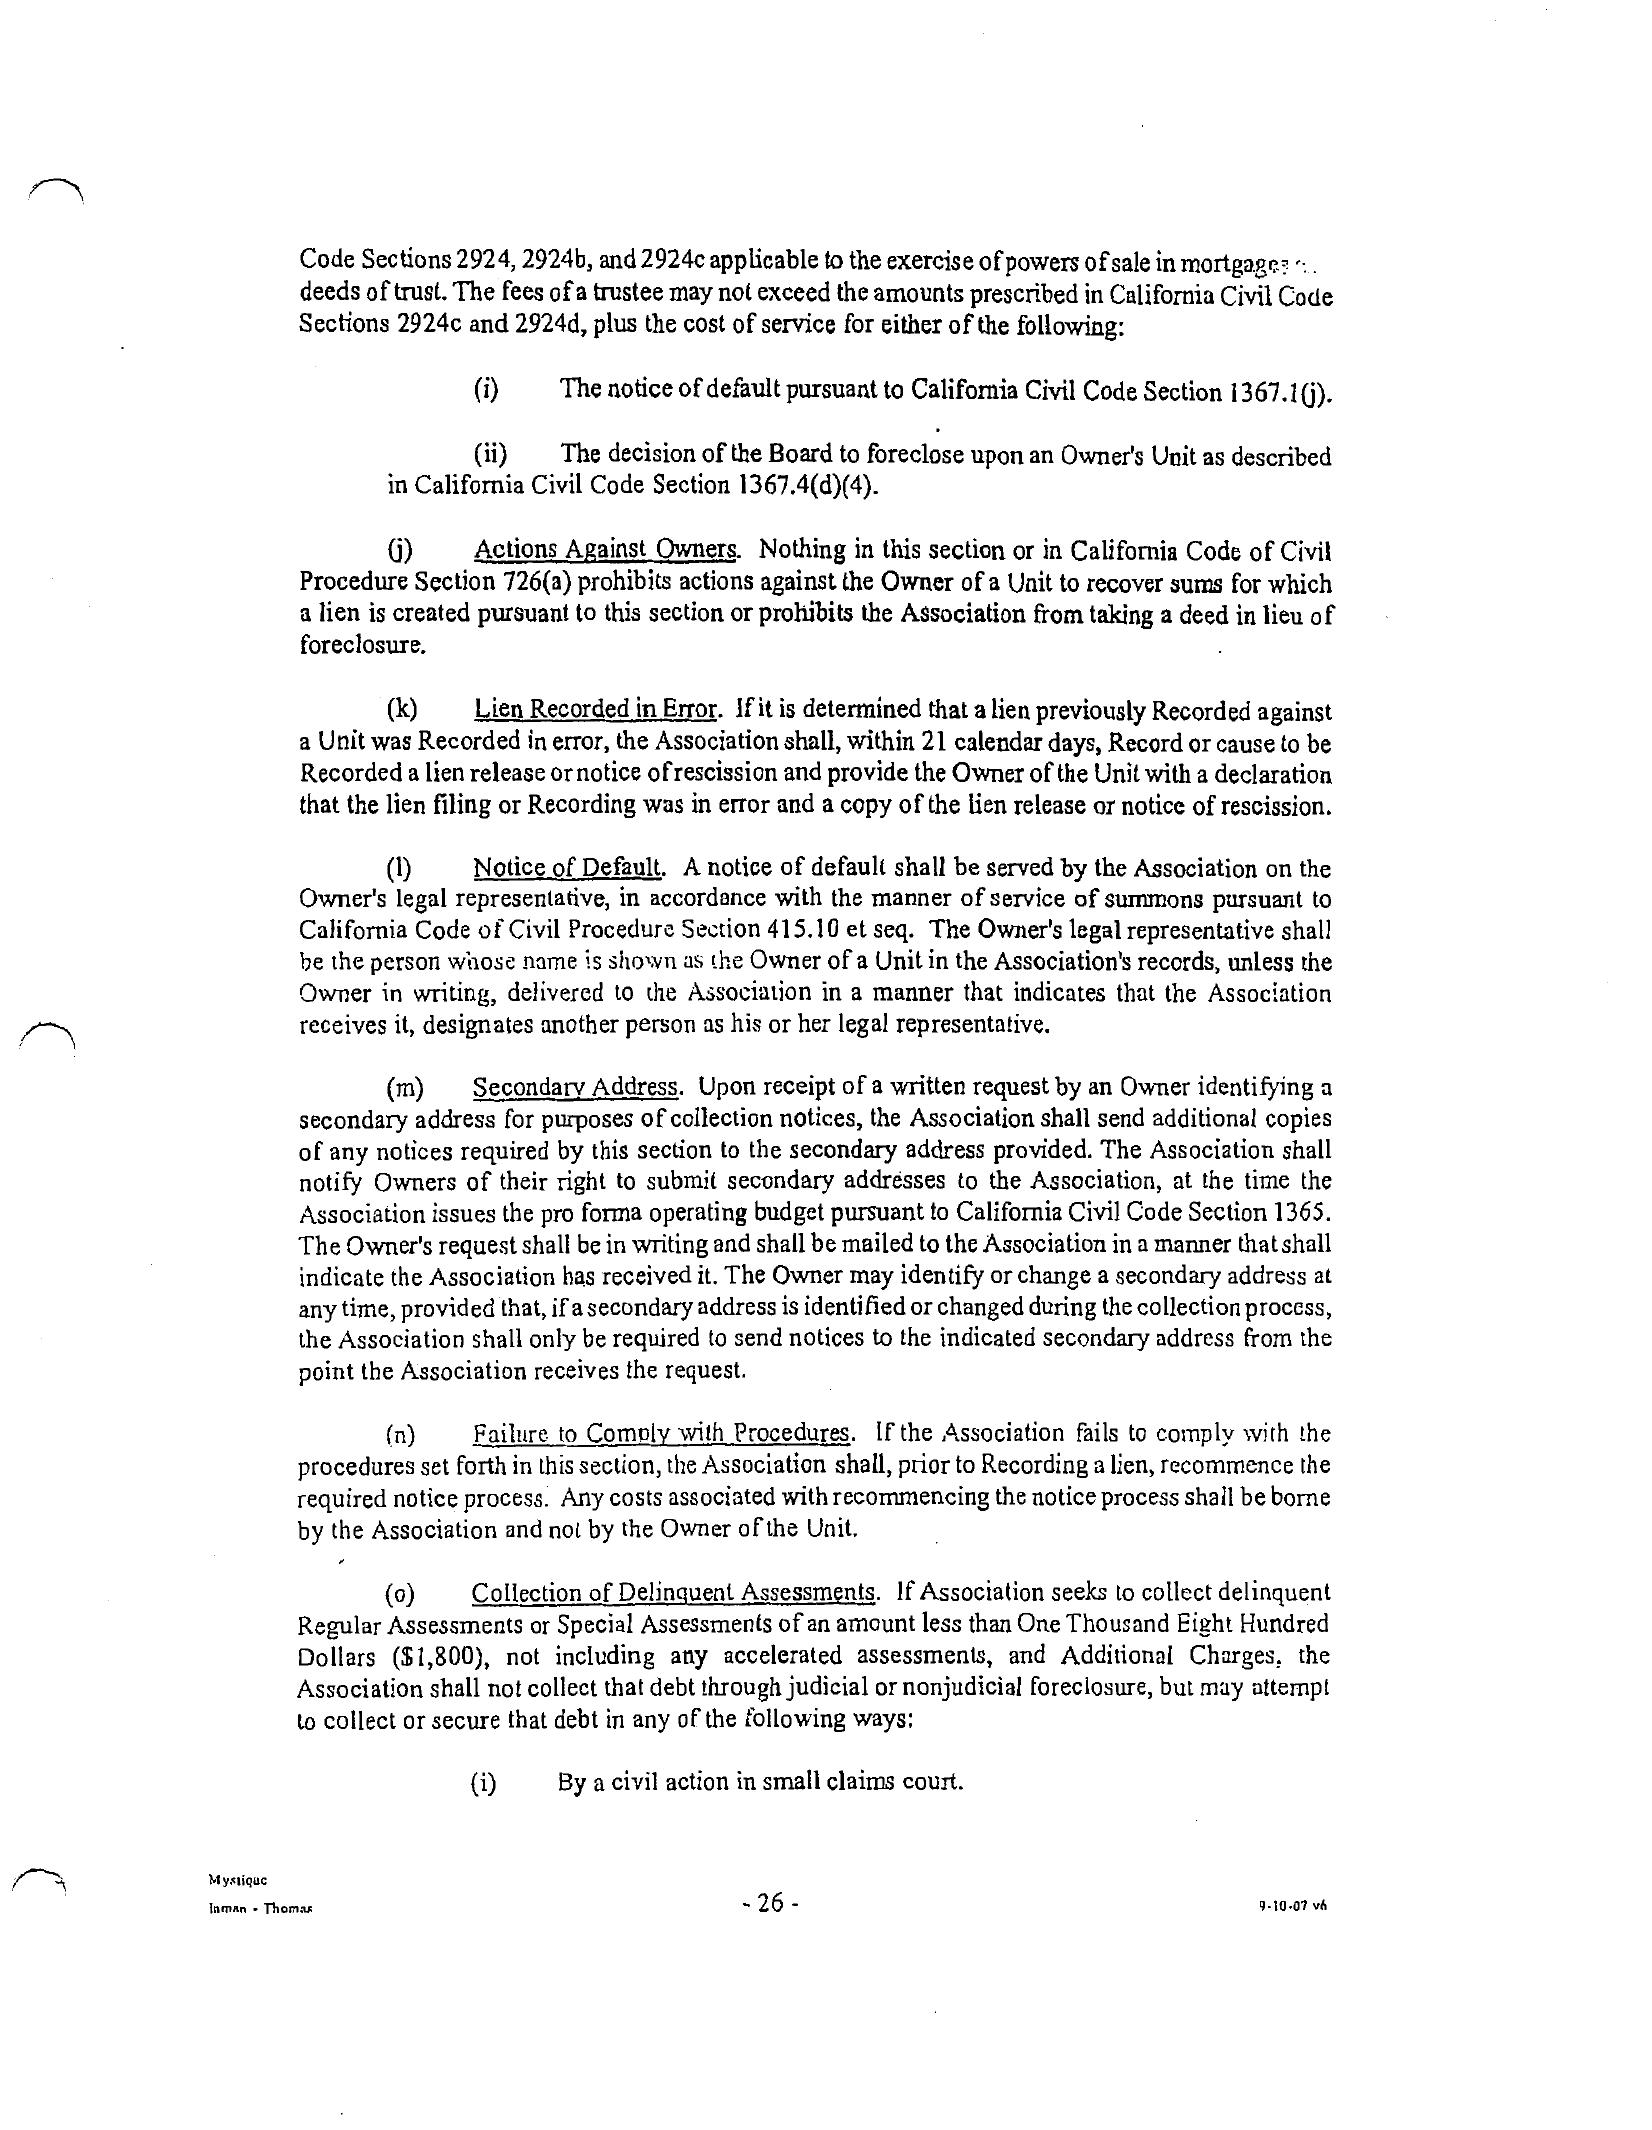 Code Sections 2924, 2924b, and 2924c applicable to the exercise of powers of sale in mortgages
deeds of trust. The fees of a trustee may not exceed the amounts prescribed in California Civil Code
Sections 2924c and 2924d, plus the cost of service for either of the following:
(i) The notice of default pursuant to California Civil Code Section 1367.1(j).
(ii) The decision of the Board to foreclose upon an Owner's Unit as described
in California Civil Code Section 1367.4(d)(4).
(j) Actions Against Owners. Nothing in this section or in California Code of Civil
Procedure Section 726(a) prohibits actions against the Owner of a Unit to recover sums for which
a lien is created pursuant to this section or prohibits the Association from taking a deed in lieu of
foreclosure.
(k) Lien Recorded in Error. If it is determined that a lien previously Recorded against
a Unit was Recorded in error, the Association shall, within 21 calendar days, Record or cause to be
Recorded a lien release or notice of rescission and provide the Owner of the Unit with a declaration
that the lien filing or Recording was in error and a copy of the lien release or notice of rescission.
(l) Notice of Default. A notice of default shall be served by the Association on the
Owner's legal representative, in accordance with the manner of service of summons pursuant to
California Code of Civil Procedure Section 415.10 et seq. The Owner's legal representative shall
be the person whose name is shown as the Owner of a Unit in the Association's records, unless the
Owner in writing, delivered to the Association in a manner that indicates that the Association
receives it, designates another person as his or her legal representative.
(m) Secondary Address. Upon receipt of a written request by an Owner identifying a
secondary address for purposes of collection notices, the Association shall send additional copies
of any notices required by this section to the secondary address provided. The Association shall
notify Owners of their right to submit secondary addresses to the Association, at the time the
Association issues the pro forma operating budget pursuant to California Civil Code Section 1365.
The Owner's request shall be in writing and shall be mailed to the Association in a manner that shall
indicate the Association has received it. The Owner may identify or change a secondary address at
any time, provided that, if a secondary address is identified or changed during the collection process,
the Association shall only be required to send notices to the indicated secondary address from the
point the Association receives the request.
(n) Failure to Comply with Procedures. If the Association fails to comply with the
procedures set forth in this section, the Association shall, prior to Recording a lien, recommence the
required notice process. Any costs associated with recommencing the notice process shall be borne
by the Association and not by the Owner of the Unit.
(o) Collection of Delinquent Assessments. If Association seeks to collect delinquent
Regular Assessments or Special Assessments of an amount less than One Thousand Eight Hundred
Dollars ($1,800), not including any accelerated assessments, and Additional Charges, the
Association shall not collect that debt through judicial or nonjudicial foreclosure, but may attempt
to collect or secure that debt in any of the following ways:
(i) By a civil action in small claims court.
Mystique
Inman - Thomas
- 26 -
9-10-07 v6